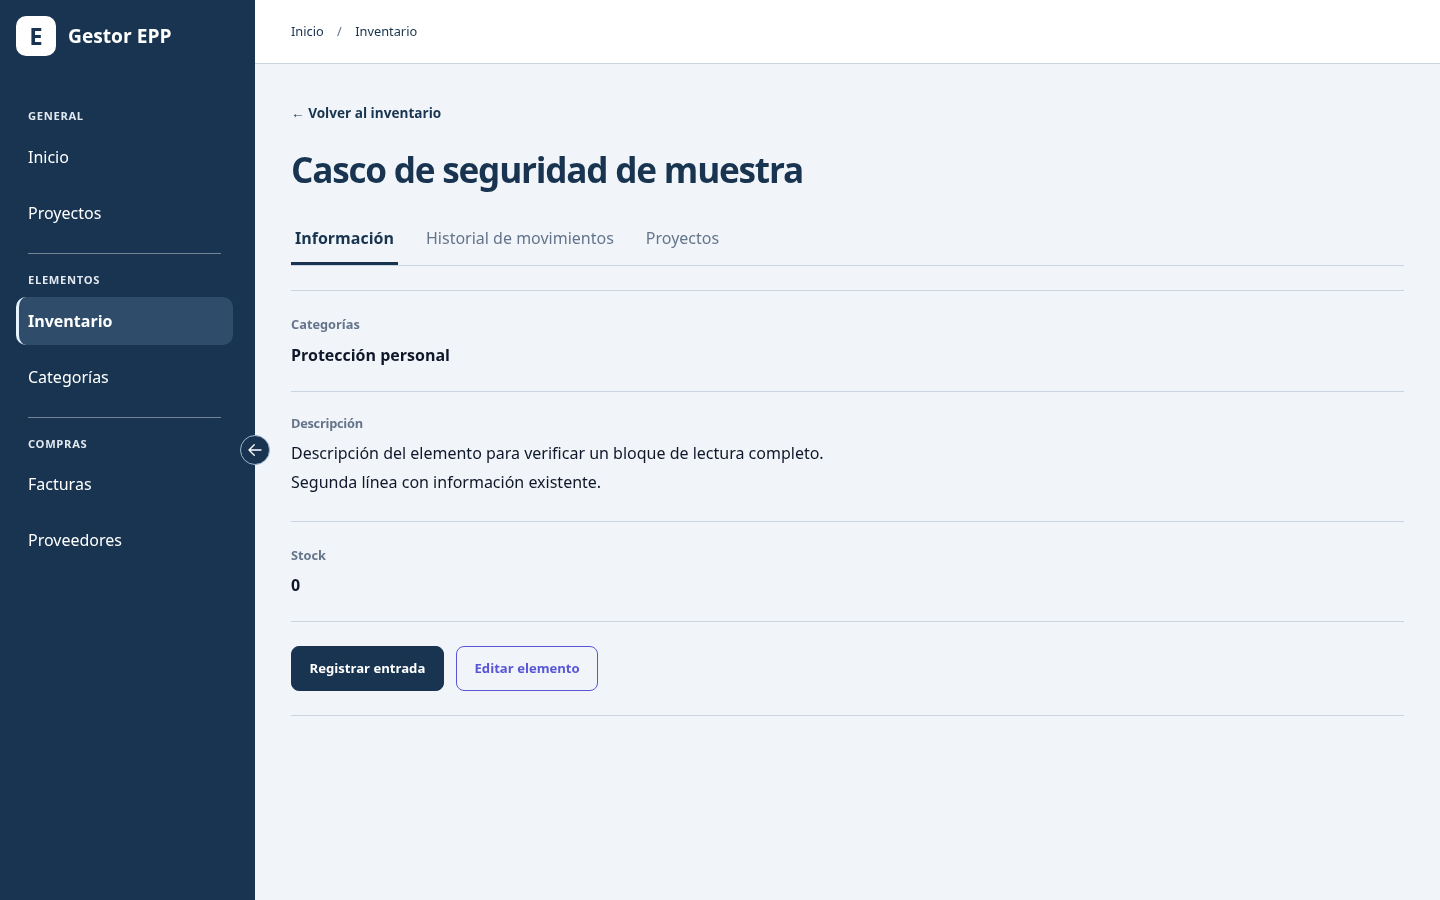 E Gestor EPP
GENERAL
Inicio
Proyectos
ELEMENTOS
Inventario
Categorías
COMPRAS
Facturas
Proveedores
Inicio / Inventario
← Volver al inventario
Casco de seguridad de muestra
Información Historial de movimientos Proyectos
Categorías
Protección personal
Descripción
Descripción del elemento para verificar un bloque de lectura completo.
Segunda línea con información existente.
Stock
0
Registrar entrada Editar elemento